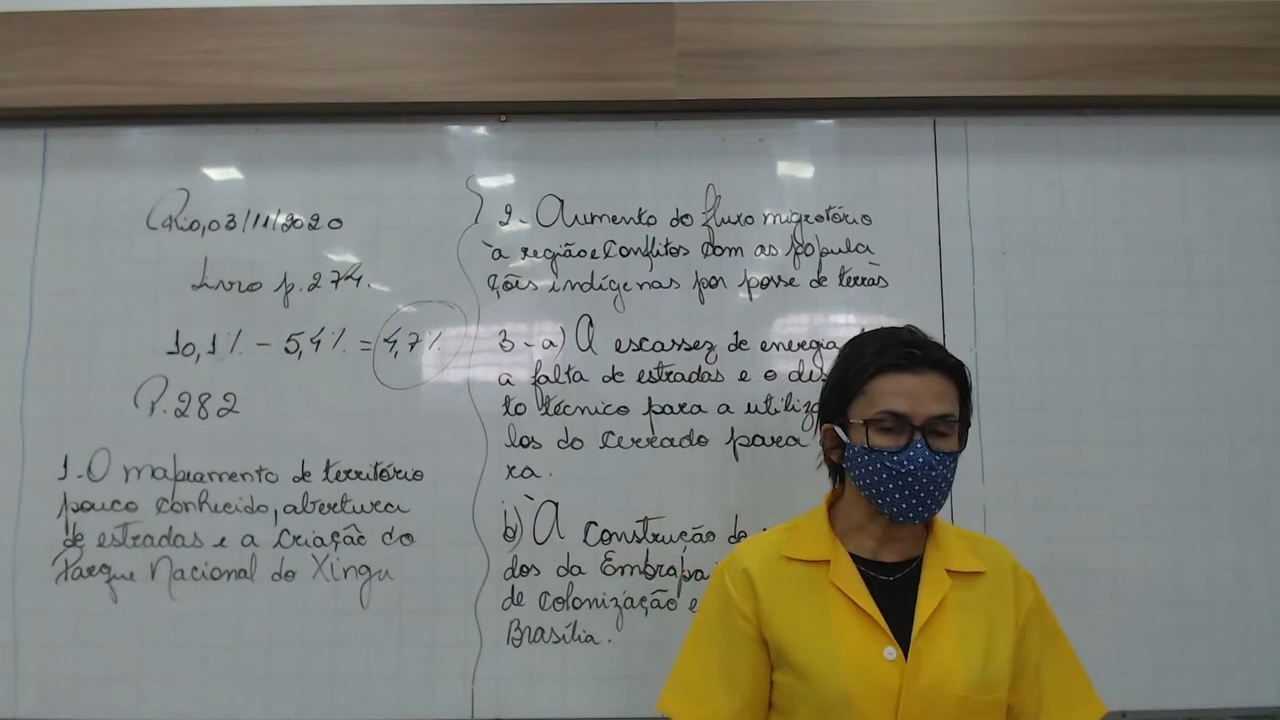 Rio, 03/11/2020
Livro p. 274.
10,1% - 5,4% = 4,7%
P. 282
1. O mapeamento de território
pouco conhecido, abertura
de estradas e a criação do
Parque Nacional do Xingu
2- Aumento do fluxo migratório
à região e conflitos com as popula
ções indígenas por posse de terras
3- a) A escassez de energia
a falta de estradas e o des
to técnico para a utiliza
los do cerrado para
ra.
b) À construção de
dos da Embrapa
de colonização e
Brasília.